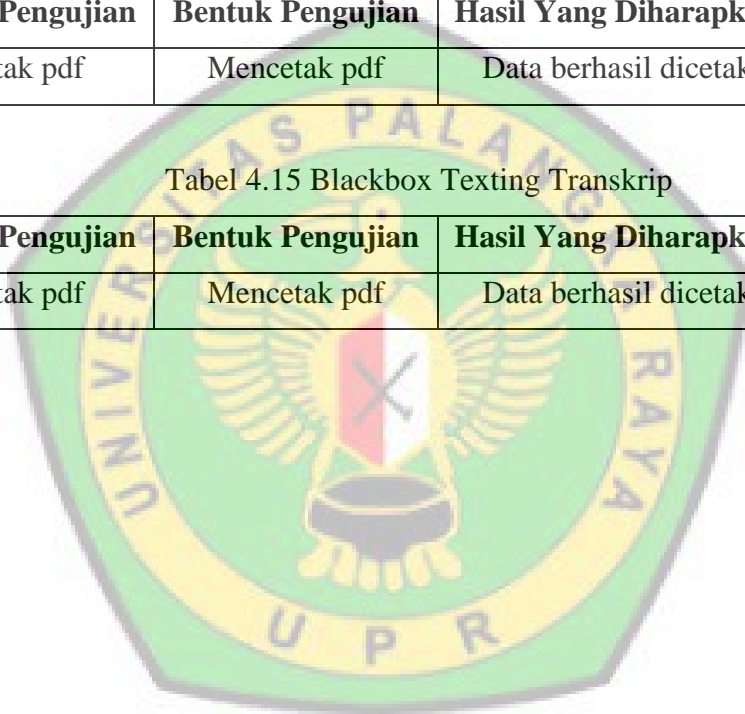 Pengujian Bentuk Pengujian Hasil Yang Diharapk
tak pdf Mencetak pdf Data berhasil dicetak
Tabel 4.15 Blackbox Texting Transkrip
Pengujian Bentuk Pengujian Hasil Yang Diharapk
tak pdf Mencetak pdf Data berhasil dicetak
UNIVERSITAS PALANGKA RAYA
UPR